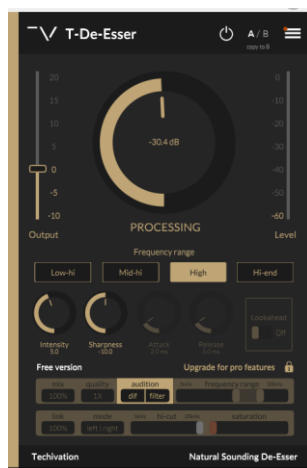 T-De-Esser
A / B
copy to B
20
15
10
5
0
-5
-10
Output
-30.4 dB
PROCESSING
0
-10
-20
-30
-40
-50
-60
Level
Frequency range
Low-hi Mid-hi High Hi-end
Intensity
5.0
Sharpness
-10.0
Attack
2.0 ms
Release
Lookahead
Off
Free version
Upgrade for pro features
mix quality audition frequency range
100% 1X dif filter
link mode hi-cut saturation
100% left | right
Techivation
Natural Sounding De-Esser